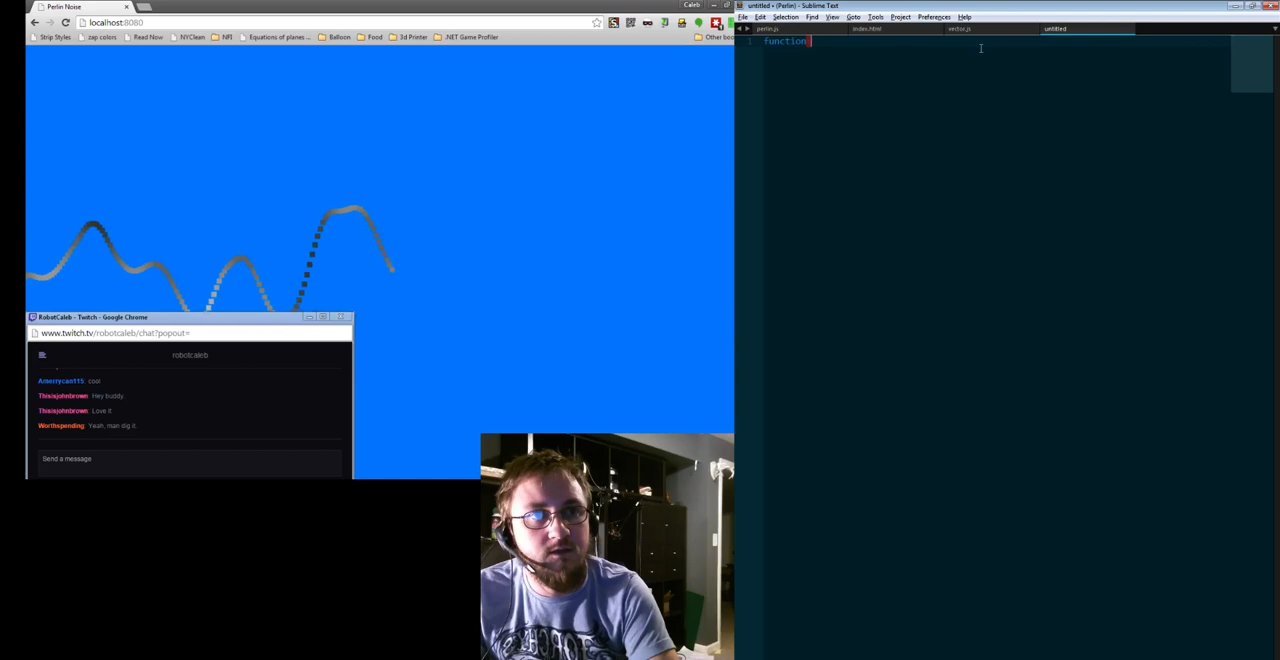 Perlin Noise
Caleb
localhost:8080
Strip Styles
zap colors
Read Now
NYClean
NFI
Equations of planes ...
Balloon
Food
3d Printer
.NET Game Profiler
Other boo
RobotCaleb - Twitch - Google Chrome
www.twitch.tv/robotcaleb/chat?popout=
robotcaleb
Amerrycan115: cool
Thisisjohnbrown: Hey buddy.
Thisisjohnbrown: Love it
Worthspending: Yeah, man dig it.
Send a message
untitled • (Perlin) - Sublime Text
File Edit Selection Find View Goto Tools Project Preferences Help
perlin.js
index.html
vector.js
untitled
1 function